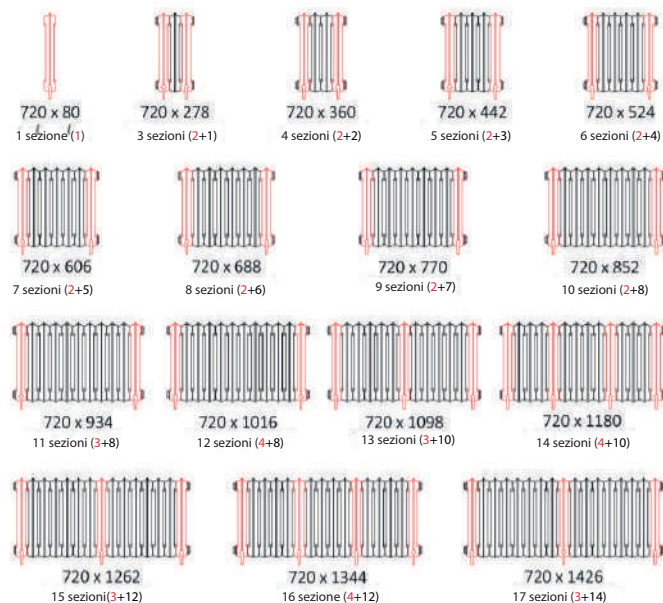 720 x 80
1 sezione (1)
720 x 278
3 sezioni (2+1)
720 x 360
4 sezioni (2+2)
720 x 442
5 sezioni (2+3)
720 x 524
6 sezioni (2+4)
720 x 606
7 sezioni (2+5)
720 x 688
8 sezioni (2+6)
720 x 770
9 sezioni (2+7)
720 x 852
10 sezioni (2+8)
720 x 934
11 sezioni (3+8)
720 x 1016
12 sezioni (4+8)
720 x 1098
13 sezioni (3+10)
720 x 1180
14 sezioni (4+10)
720 x 1262
15 sezioni(3+12)
720 x 1344
16 sezione (4+12)
720 x 1426
17 sezioni (3+14)